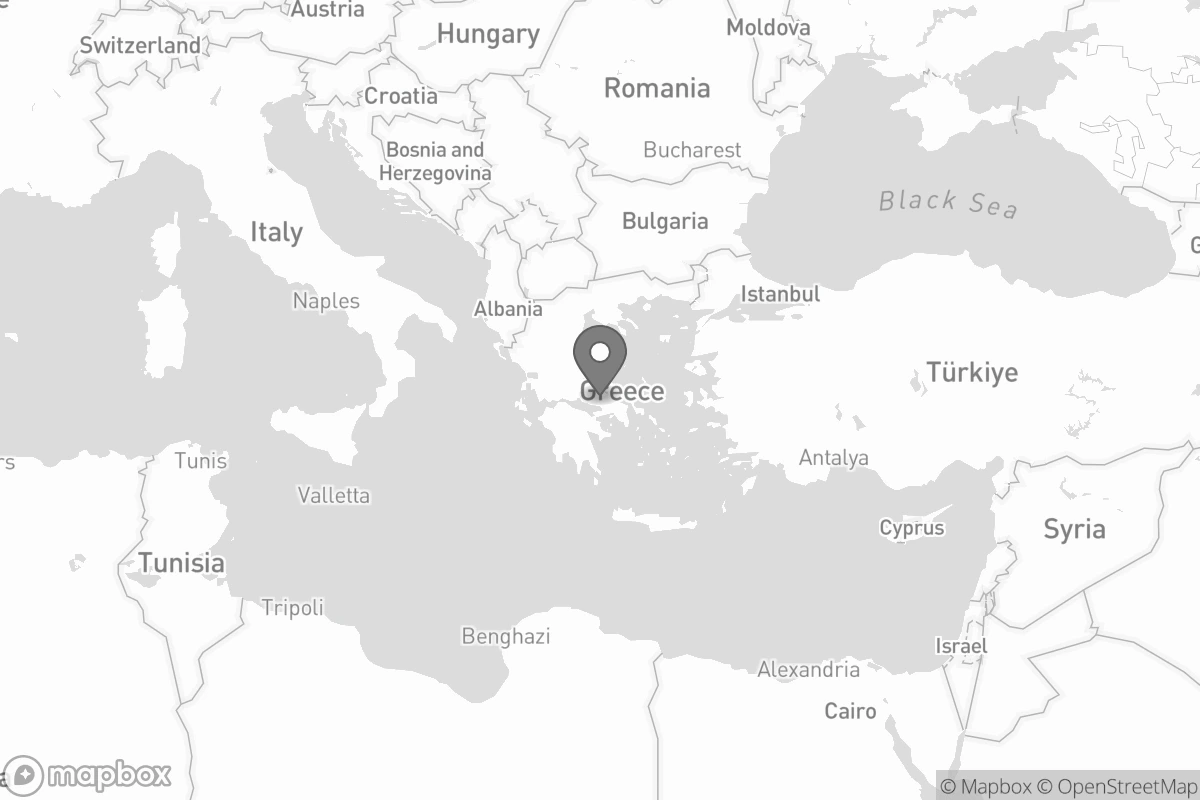 Austria
Moldova
Hungary
Switzerland
Romania
Croatia
Bosnia and
Herzegovina
Bucharest
Black Sea
Bulgaria
Italy
G
Istanbul
Naples
Albania
Türkiye
Greece
Antalya
rs
Tunis
Valletta
Cyprus
Syria
Tunisia
Tripoli
Benghazi
Israel
Alexandria
Cairo
a
mapbox
© Mapbox © OpenStreetMap